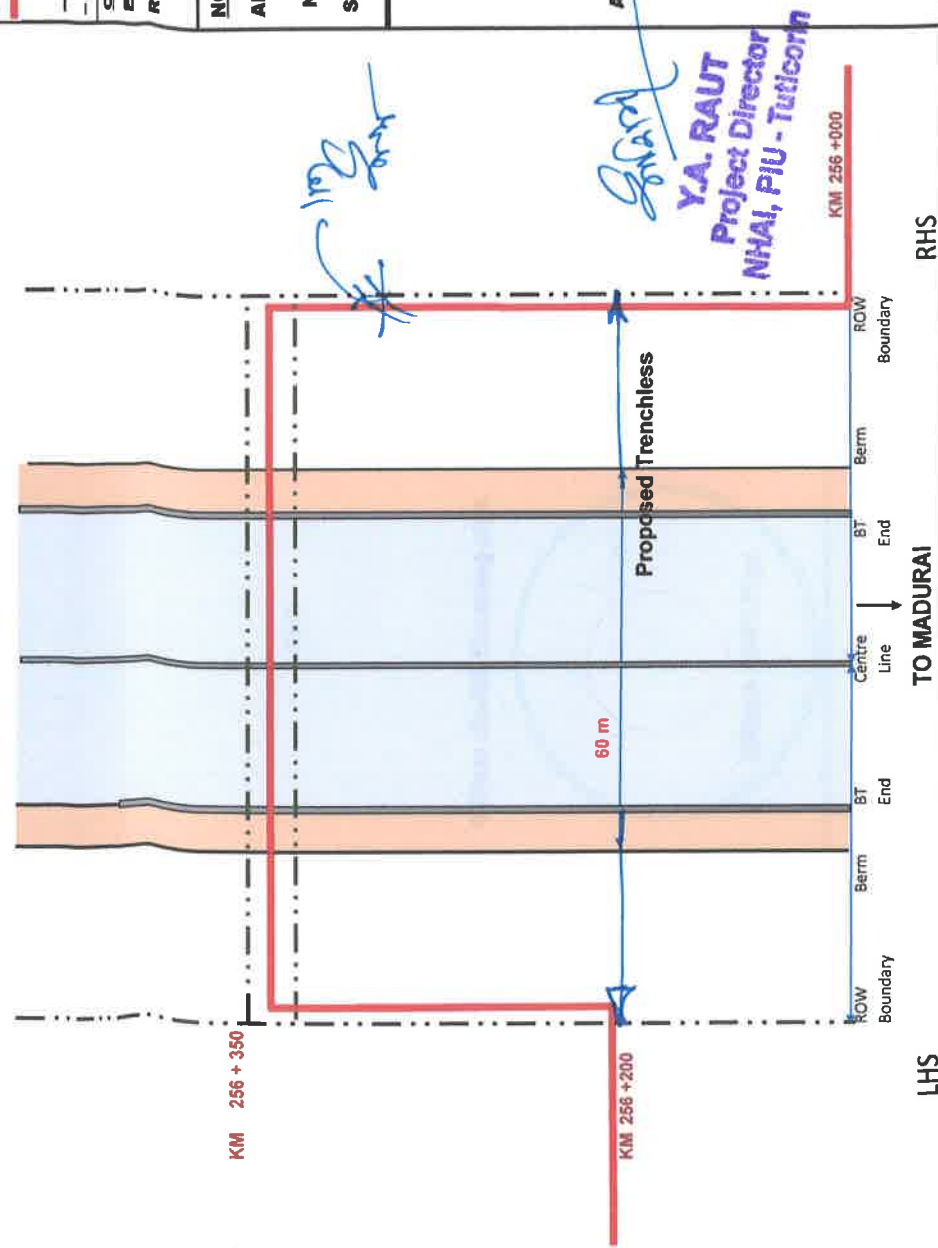 KM 256 + 350
KM 256 +200
60 m
Proposed Trenchless
Y.A. RAUT
Project Director
NHAI, PIU - Tuticorin
KM 256 +000
ROW
Boundary
Berm
BT
End
Centre
Line
BT
End
Berm
ROW
Boundary
LHS
TO MADURAI
RHS